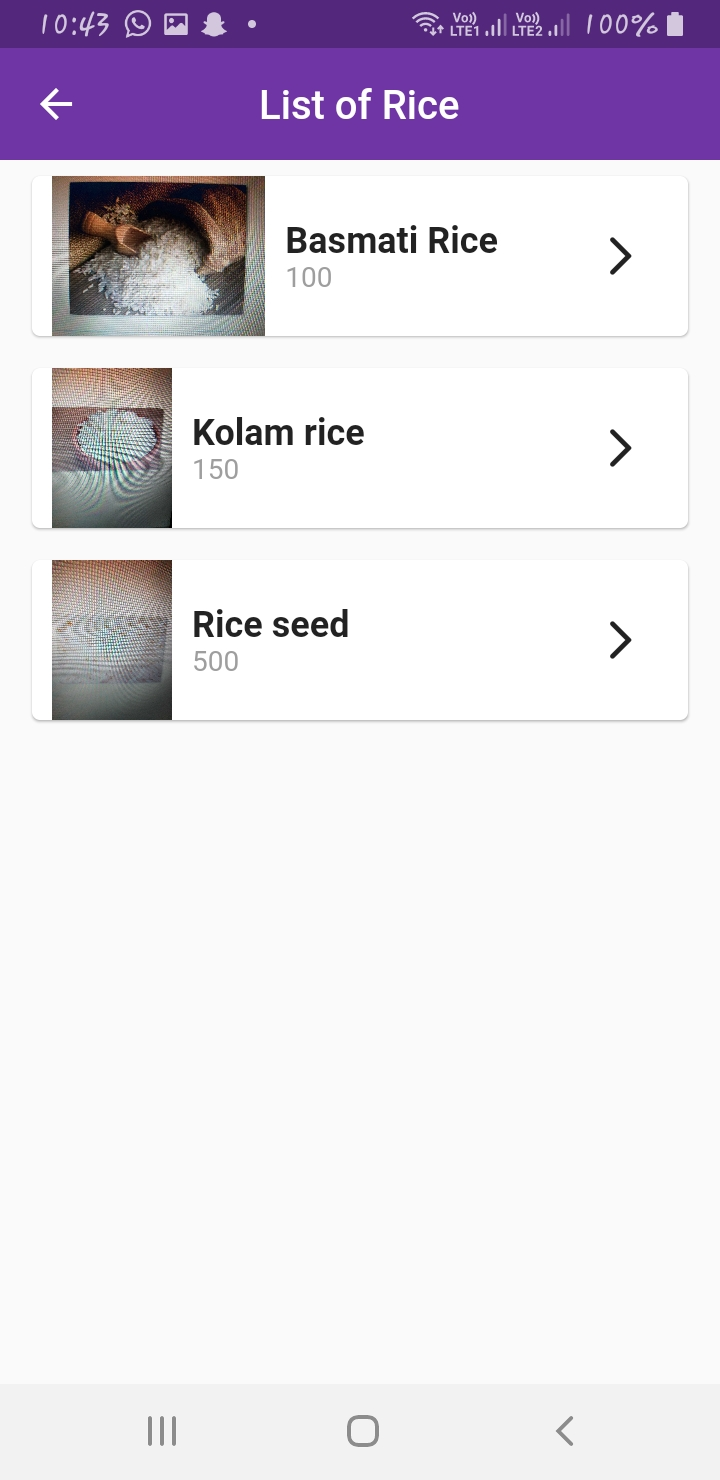 10:43 Vo)) LTE1 Vo)) LTE2 100%
List of Rice
Basmati Rice
100
Kolam rice
150
Rice seed
500